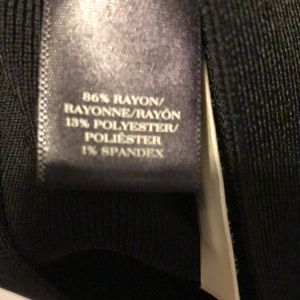 86% RAYON/
RAYONNE/RAYÓN
13% POLYESTER/
POLIÉSTER
1% SPANDEX